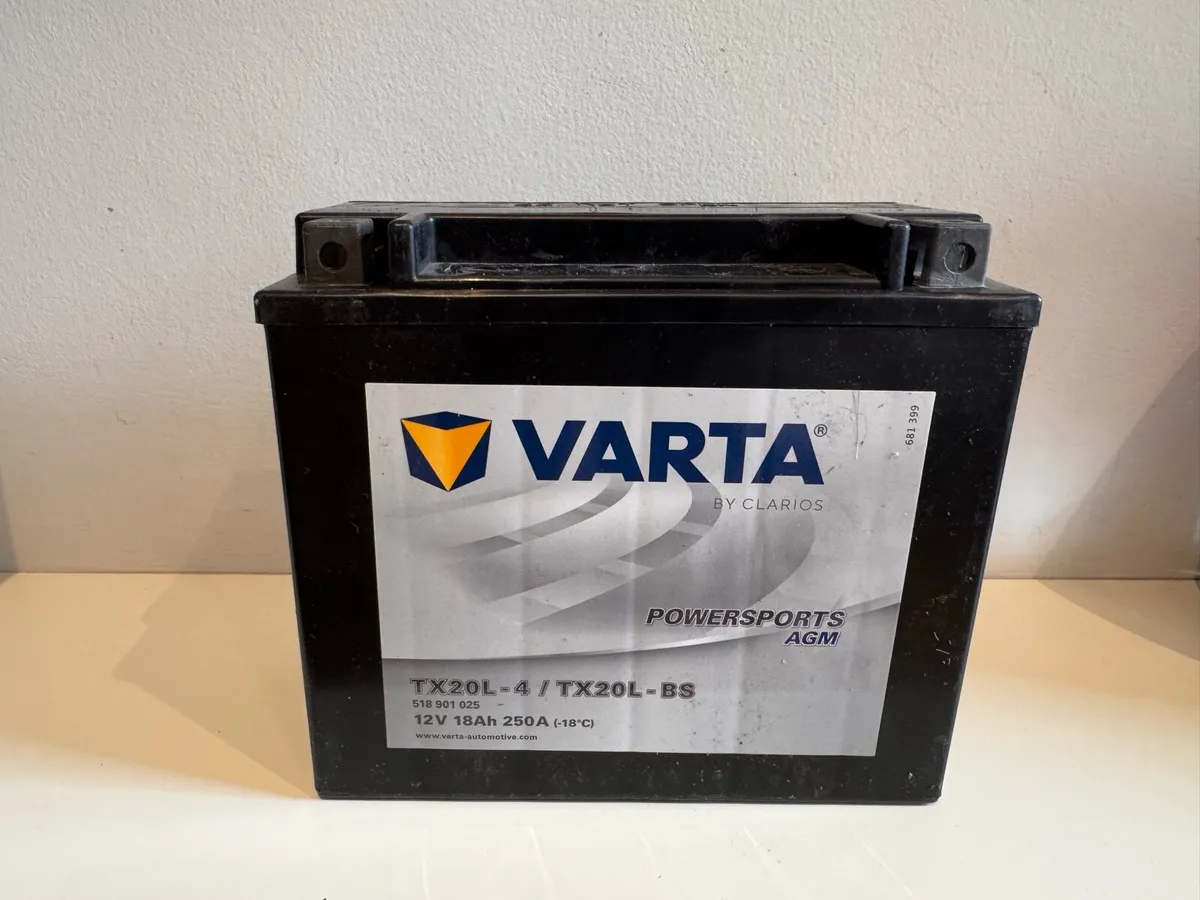 VARTA®
BY CLARIOS
681 399
POWERSPORTS
AGM
TX20L-4 / TX20L-BS
518 901 025
12V 18Ah 250A (-18°C)
www.varta-automotive.com